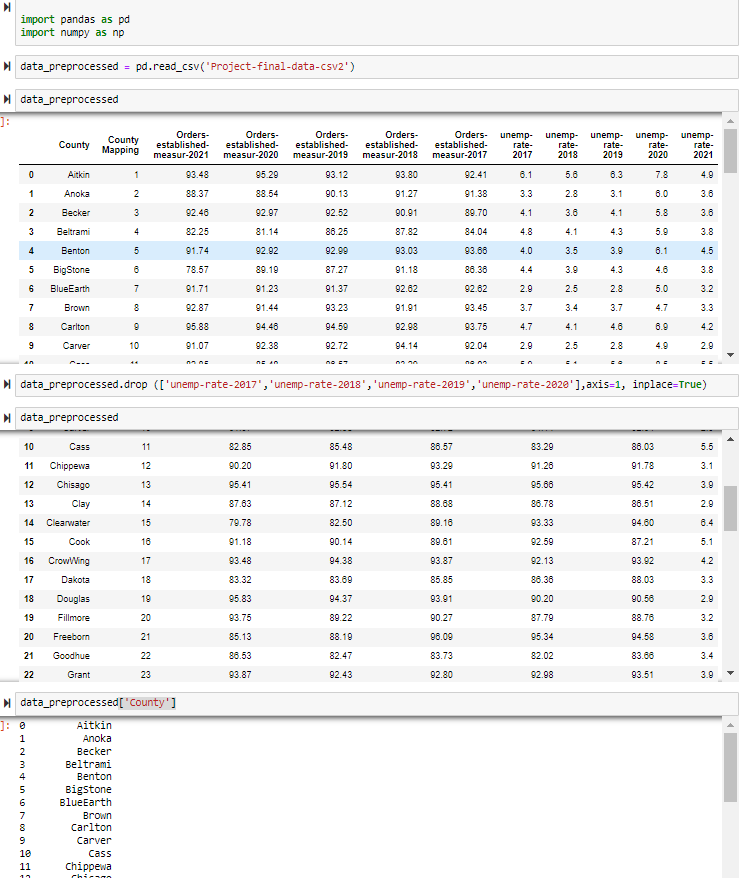 import pandas as pd
import numpy as np
data_preprocessed = pd.read_csv('Project-final-data-csv2')
data_preprocessed
]:
County County Mapping Orders-established-measur-2021 Orders-established-measur-2020 Orders-established-measur-2019 Orders-established-measur-2018 Orders-established-measur-2017 unemp-rate-2017 unemp-rate-2018 unemp-rate-2019 unemp-rate-2020 unemp-rate-2021
0 Aitkin 1 93.48 95.29 93.12 93.80 92.41 6.1 5.6 6.3 7.8 4.9
1 Anoka 2 88.37 88.54 90.13 91.27 91.38 3.3 2.8 3.1 6.0 3.6
2 Becker 3 92.46 92.97 92.52 90.91 89.70 4.1 3.6 4.1 5.8 3.6
3 Beltrami 4 82.25 81.14 86.25 87.82 84.04 4.8 4.1 4.3 5.9 3.8
4 Benton 5 91.74 92.92 92.99 93.03 93.66 4.0 3.5 3.9 6.1 4.5
5 BigStone 6 78.57 89.19 87.27 91.18 86.36 4.4 3.9 4.3 4.6 3.8
6 BlueEarth 7 91.71 91.23 91.37 92.62 92.62 2.9 2.5 2.8 5.0 3.2
7 Brown 8 92.87 91.44 93.23 91.91 93.45 3.7 3.4 3.7 4.7 3.3
8 Carlton 9 95.88 94.46 94.59 92.98 93.75 4.7 4.1 4.6 6.9 4.2
9 Carver 10 91.07 92.38 92.72 94.14 92.04 2.9 2.5 2.8 4.9 2.9
data_preprocessed.drop (['unemp-rate-2017','unemp-rate-2018','unemp-rate-2019','unemp-rate-2020'],axis=1, inplace=True)
data_preprocessed
10 Cass 11 82.85 85.48 86.57 83.29 86.03 5.5
11 Chippewa 12 90.20 91.80 93.29 91.26 91.78 3.1
12 Chisago 13 95.41 95.54 95.41 95.66 95.42 3.9
13 Clay 14 87.63 87.12 88.68 86.78 86.51 2.9
14 Clearwater 15 79.78 82.50 89.16 93.33 94.60 6.4
15 Cook 16 91.18 90.14 89.61 92.59 87.21 5.1
16 CrowWing 17 93.48 94.38 93.87 92.13 93.92 4.2
17 Dakota 18 83.32 83.69 85.85 86.36 88.03 3.3
18 Douglas 19 95.83 94.37 93.91 90.20 90.56 2.9
19 Fillmore 20 93.75 89.22 90.27 87.79 88.76 3.2
20 Freeborn 21 85.13 88.19 96.09 95.34 94.58 3.6
21 Goodhue 22 86.53 82.47 83.73 82.02 83.66 3.4
22 Grant 23 93.87 92.43 92.80 92.98 93.51 3.9
data_preprocessed['County']
]: 0 Aitkin
1 Anoka
2 Becker
3 Beltrami
4 Benton
5 BigStone
6 BlueEarth
7 Brown
8 Carlton
9 Carver
10 Cass
11 Chippewa